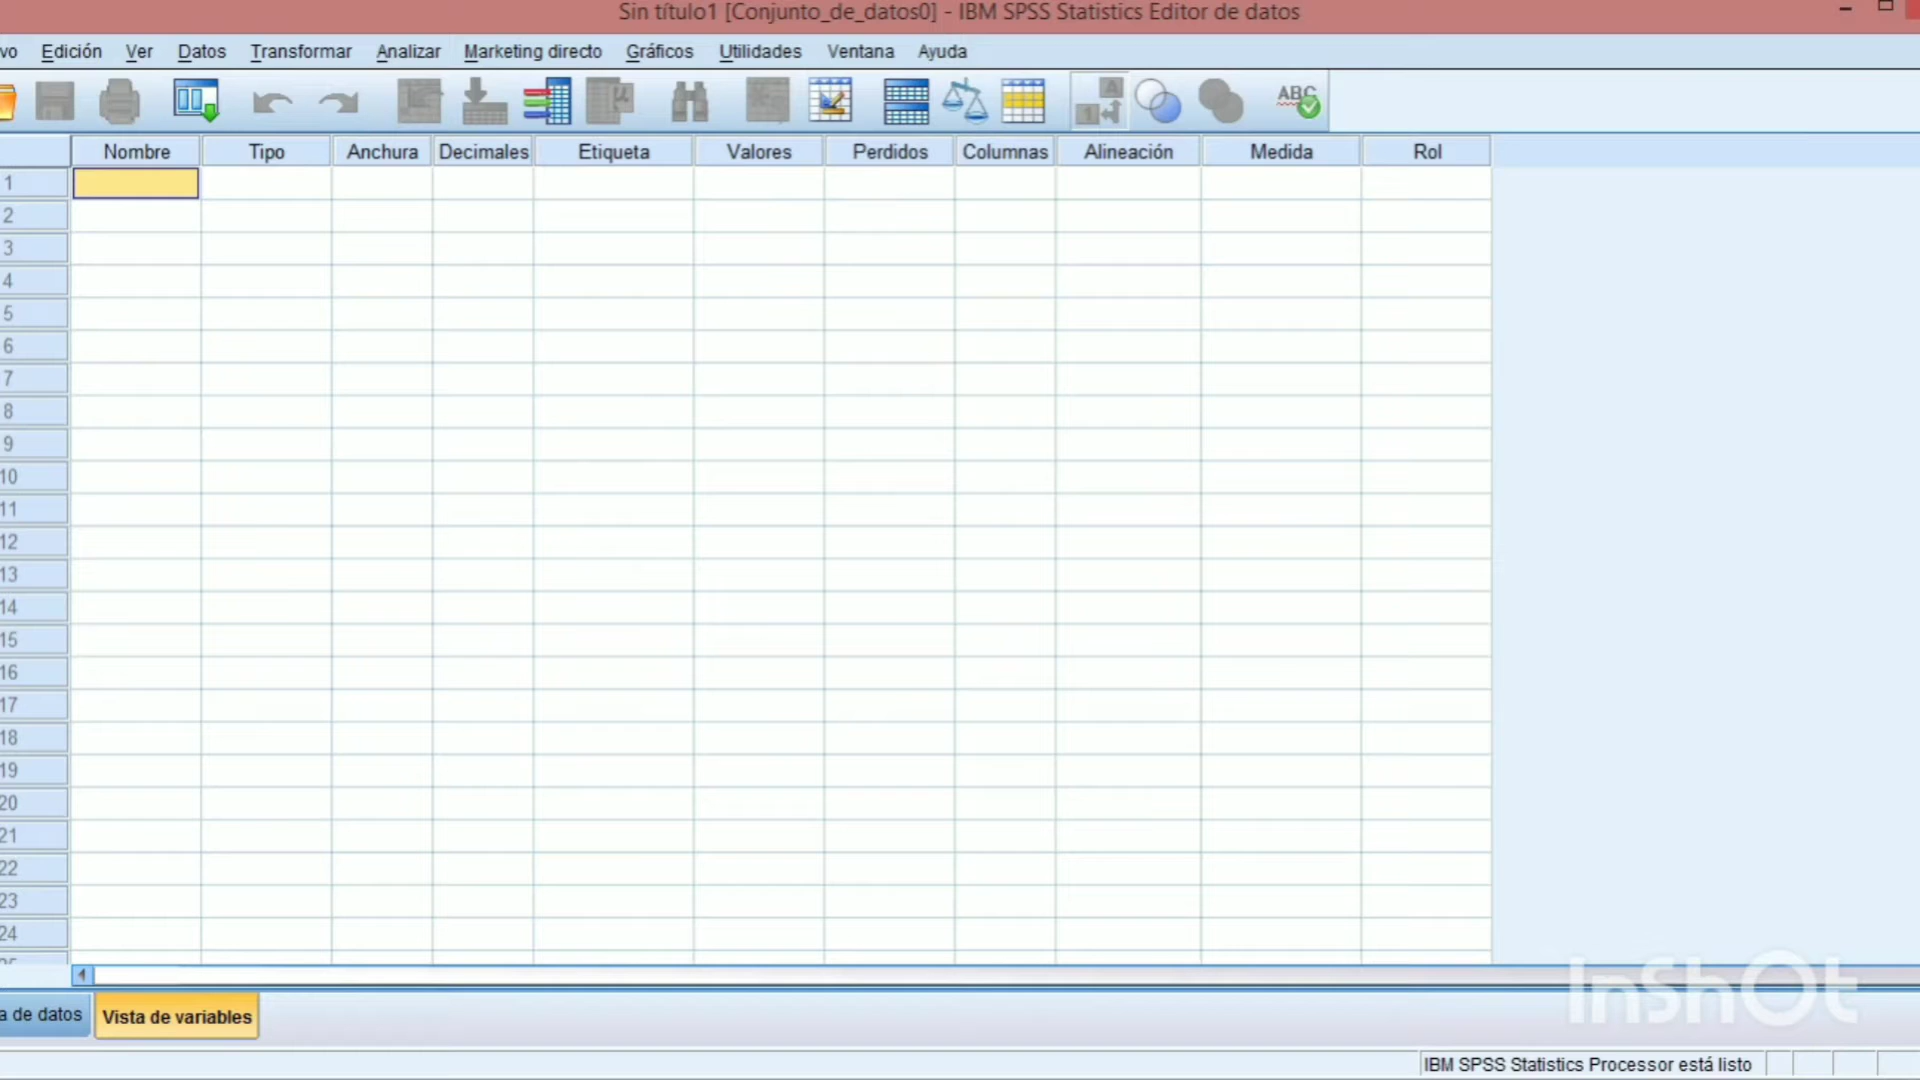 Sin título1 [Conjunto_de_datos0] - IBM SPSS Statistics Editor de datos
vo Edición Ver Datos Transformar Analizar Marketing directo Gráficos Utilidades Ventana Ayuda
A
1
µ
ABC
Nombre Tipo Anchura Decimales Etiqueta Valores Perdidos Columnas Alineación Medida Rol
1
2
3
4
5
6
7
8
9
10
11
12
13
14
15
16
17
18
19
20
21
22
23
24
25
InShOt
a de datos Vista de variables
IBM SPSS Statistics Processor está listo